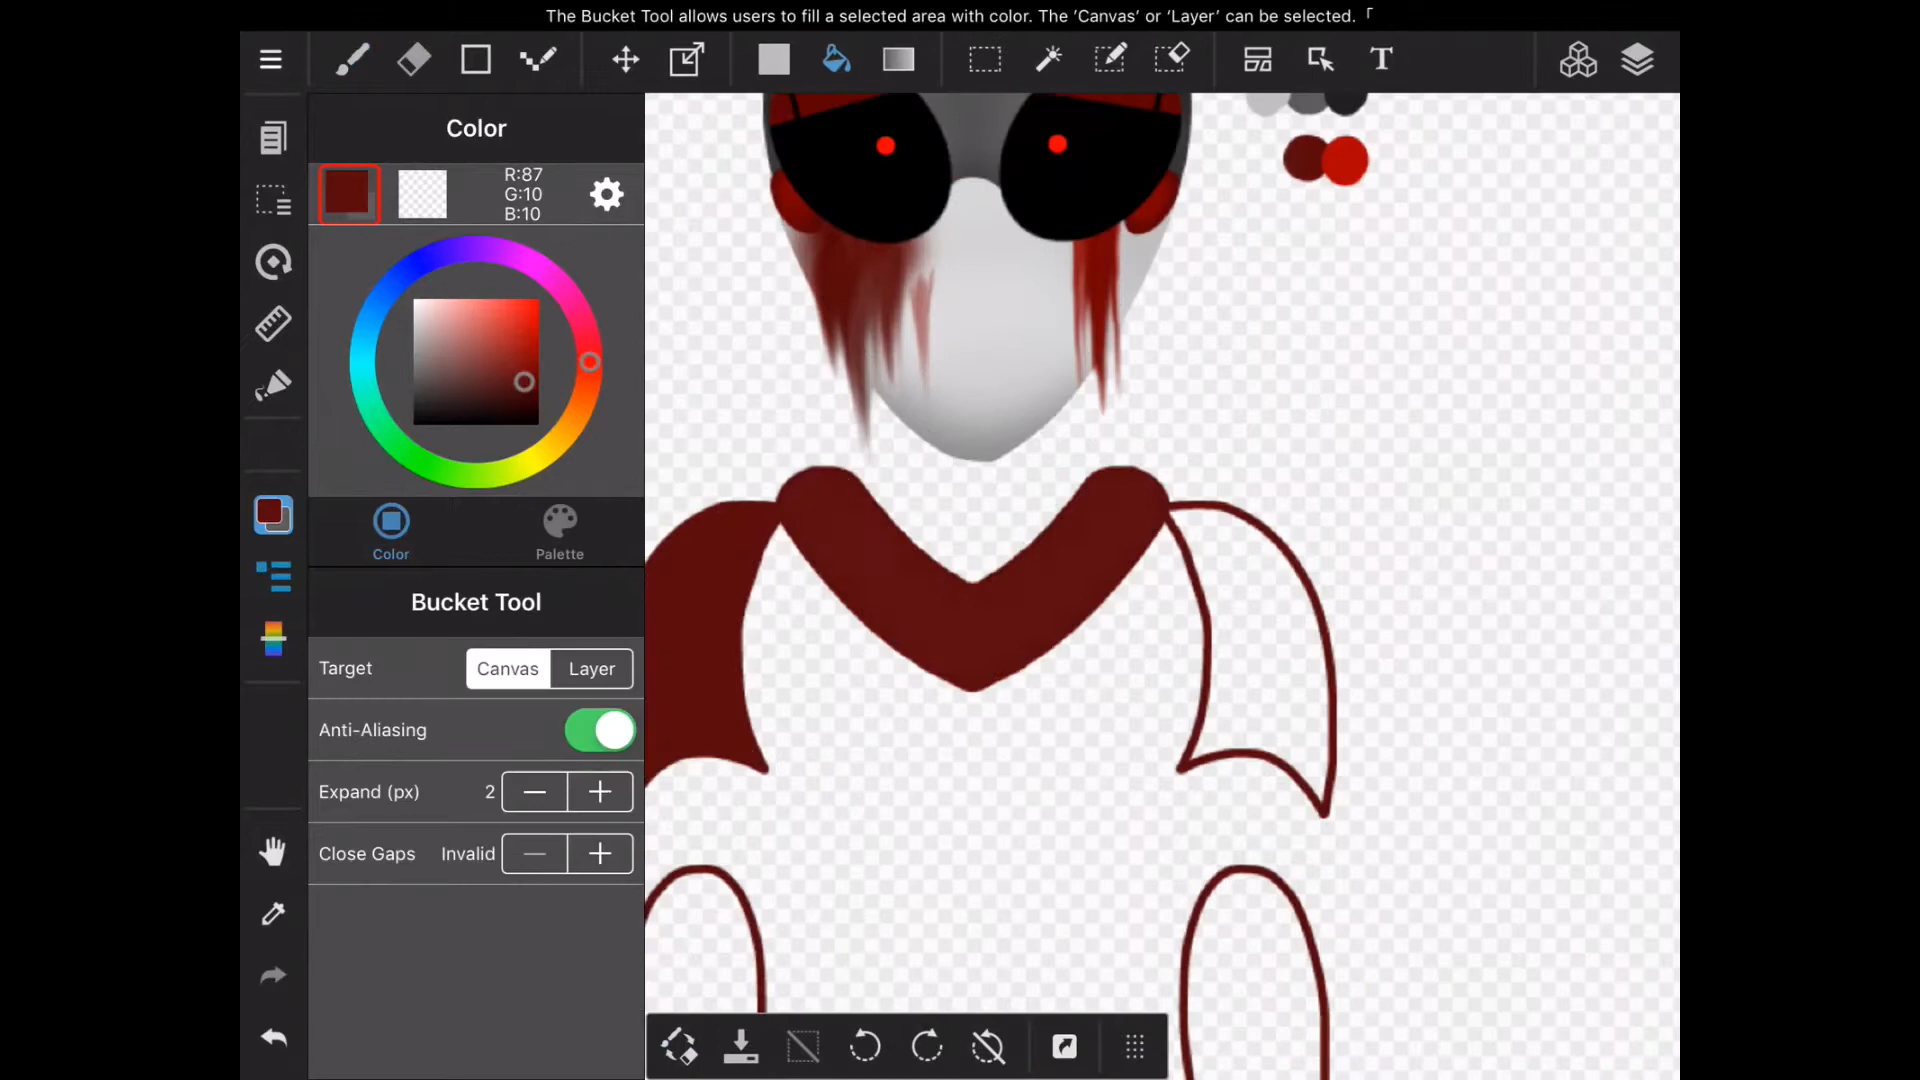 The Bucket Tool allows users to fill a selected area with color. The ‘Canvas’ or ‘Layer’ can be selected. 「
T
Color
R:87
G:10
B:10
Color
Palette
Bucket Tool
Target
Canvas
Layer
Anti-Aliasing
Expand (px)
2
Close Gaps
Invalid